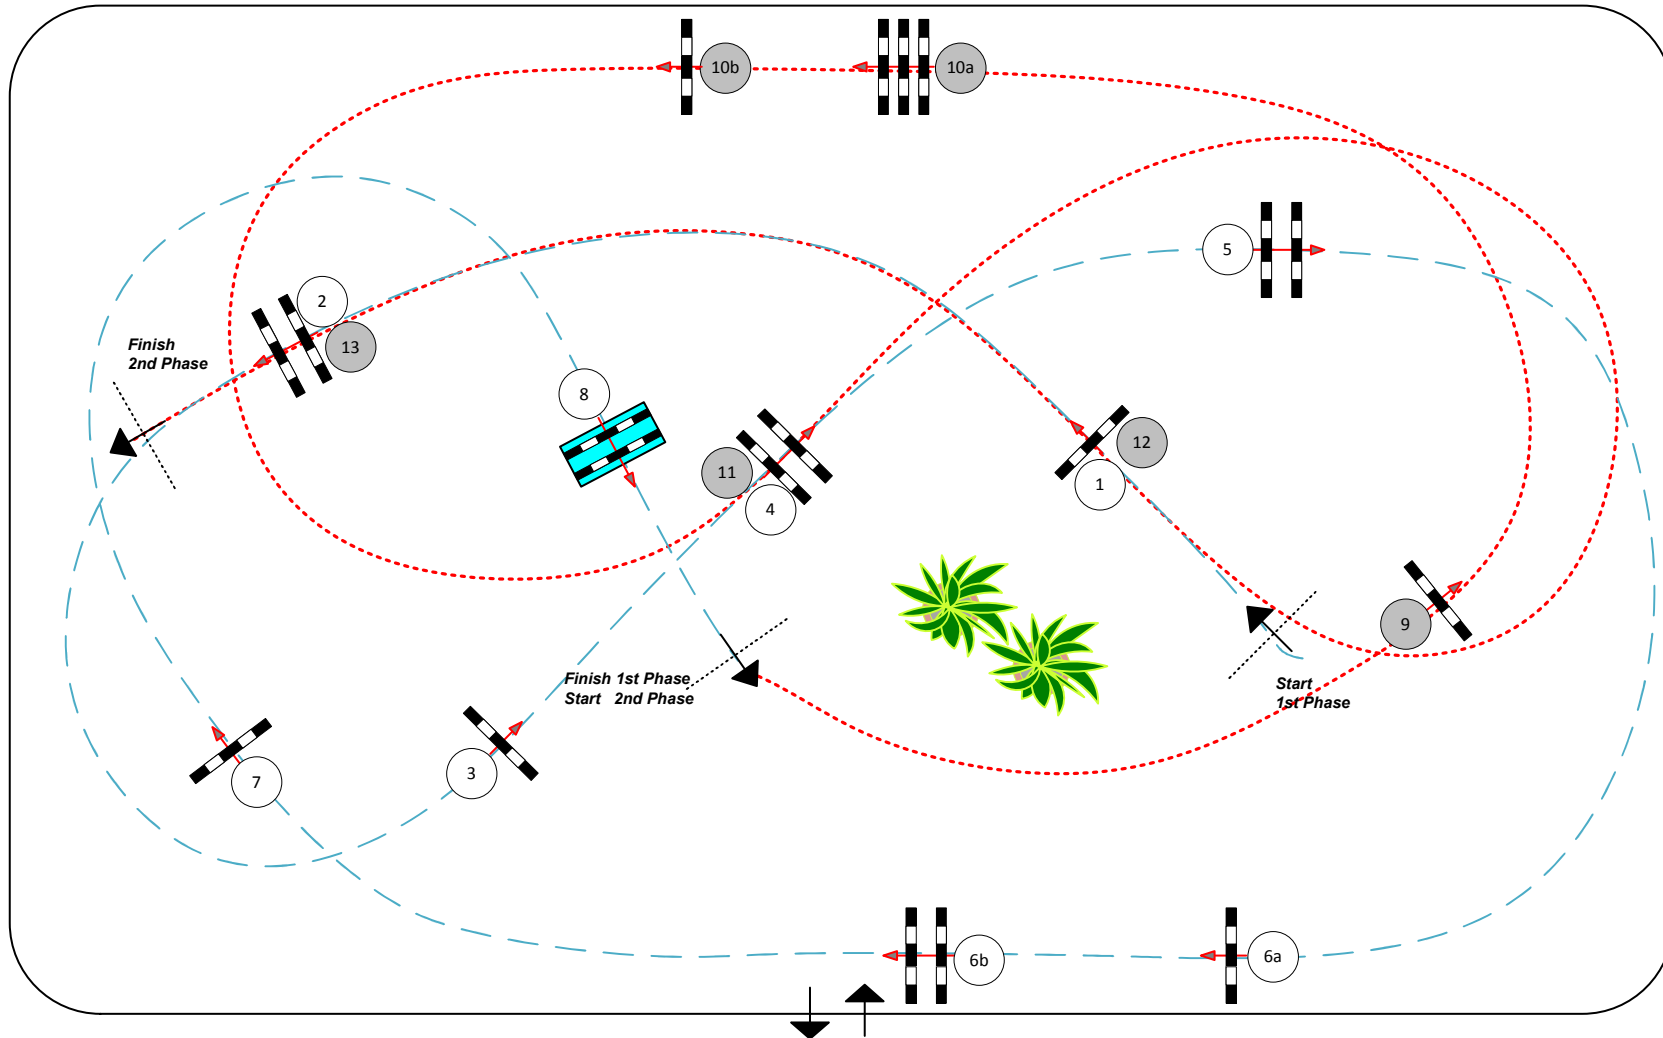 10b
10a
5
2
13
Finish
2nd Phase
8
12
11
1
4
9
Finish 1st Phase
Start 2nd Phase
Start
1st Phase
3
7
6b
6a